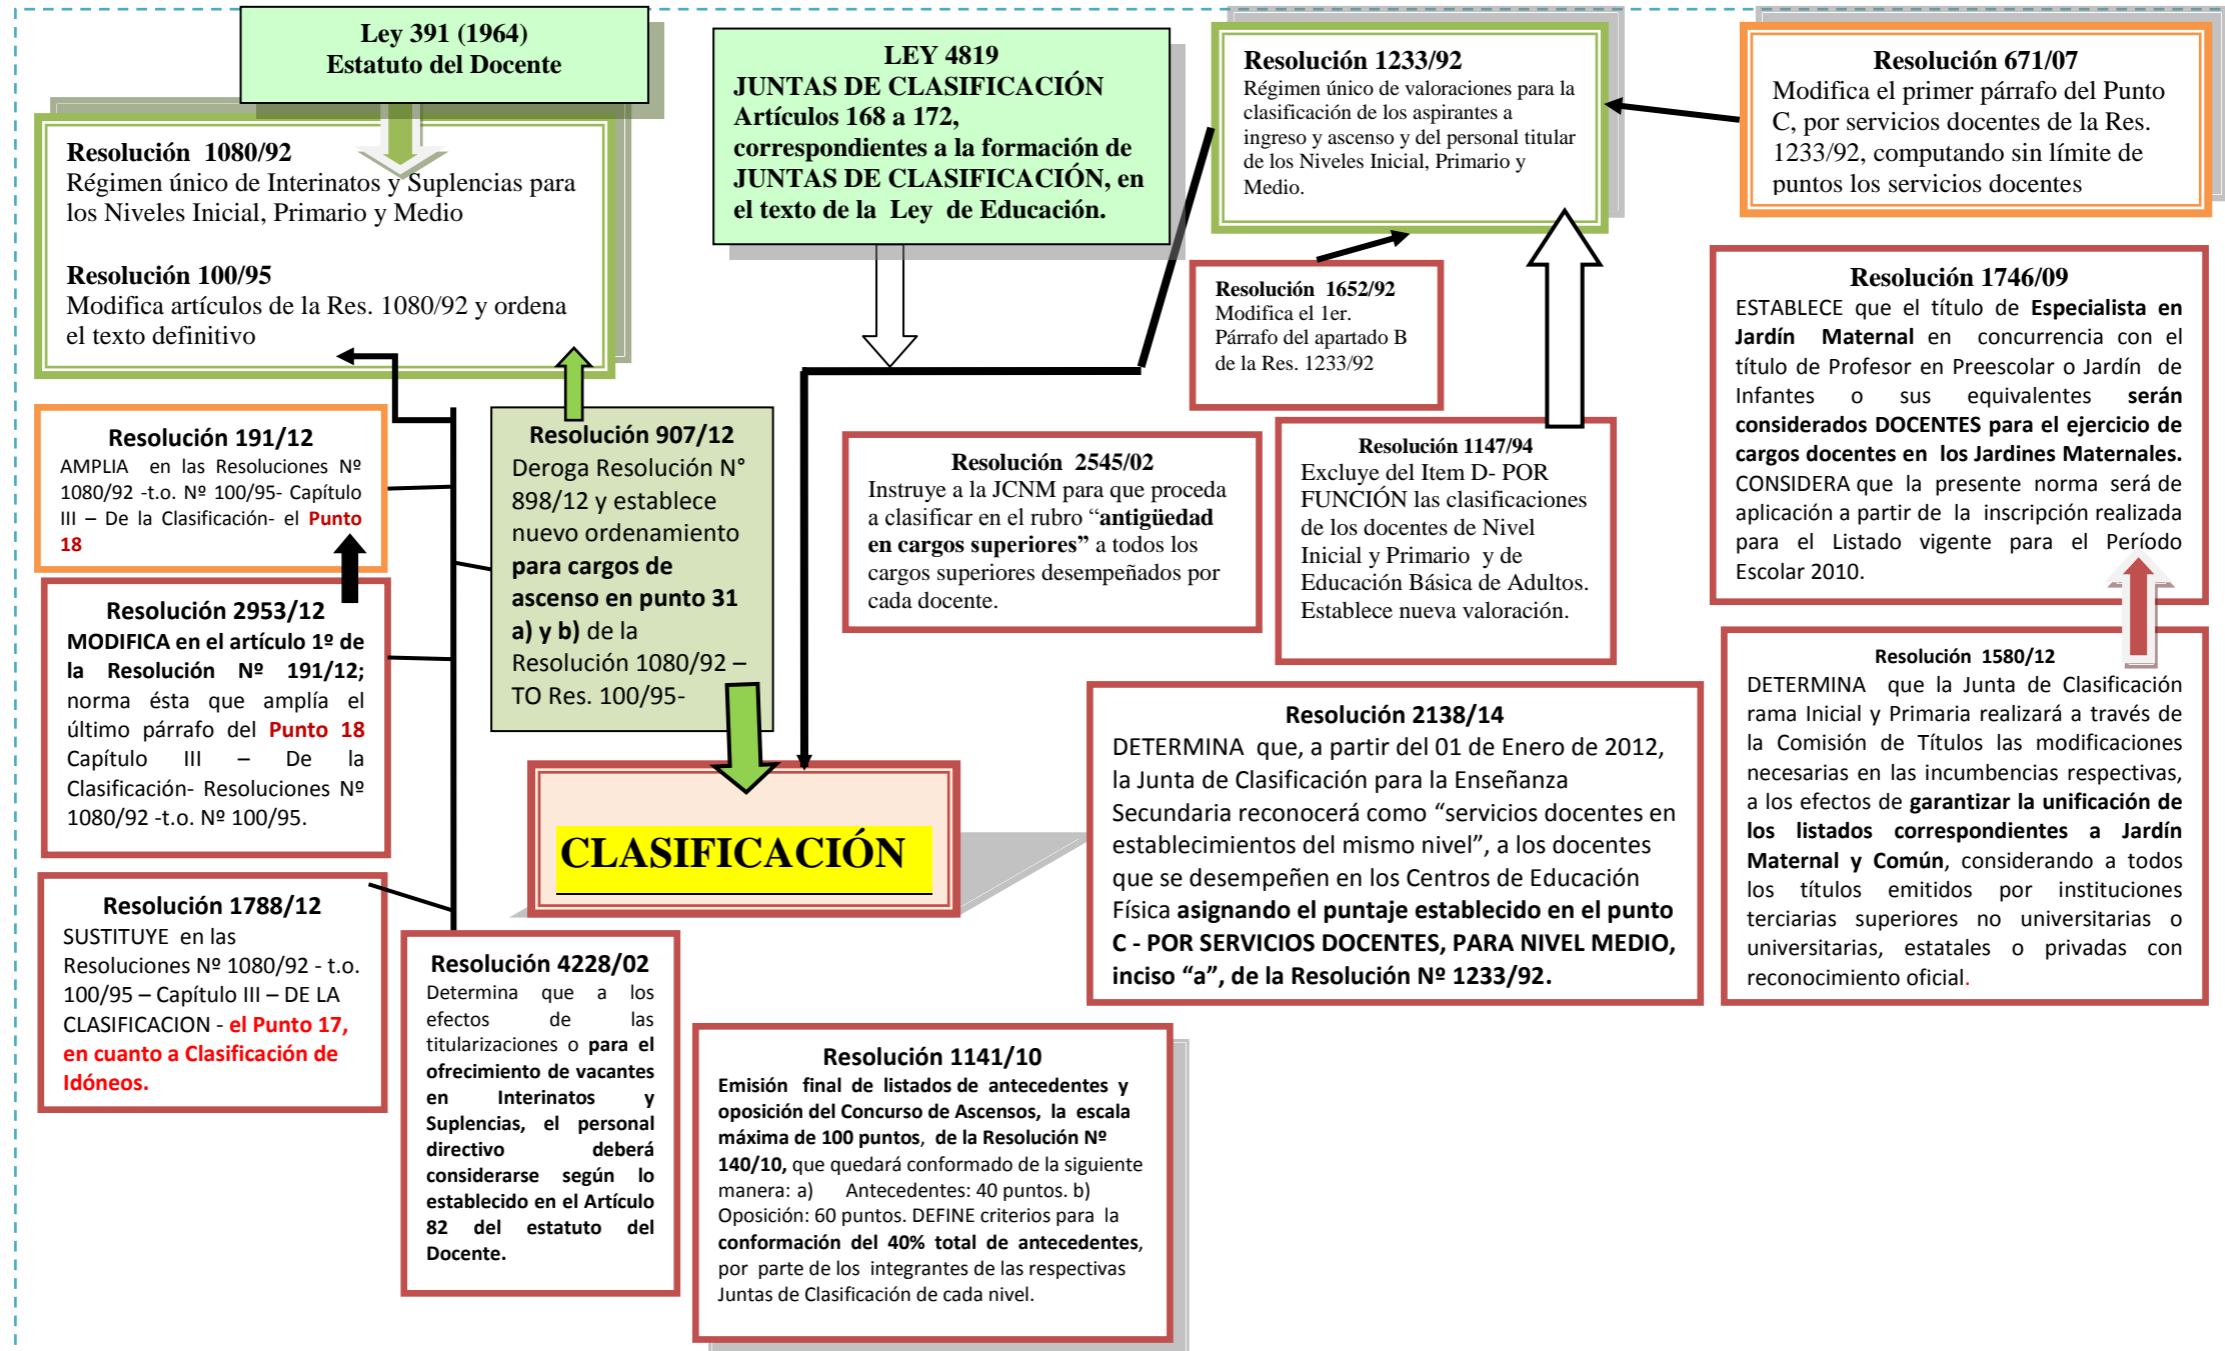 Ley 391 (1964)
Estatuto del Docente
Resolución 1080/92
Régimen único de Interinatos y Suplencias para
los Niveles Inicial, Primario y Medio
Resolución 100/95
Modifica artículos de la Res. 1080/92 y ordena
el texto definitivo
LEY 4819
JUNTAS DE CLASIFICACIÓN
Artículos 168 a 172,
correspondientes a la formación de
JUNTAS DE CLASIFICACIÓN, en
el texto de la Ley de Educación.
Resolución 1233/92
Régimen único de valoraciones para la
clasificación de los aspirantes a
ingreso y ascenso y del personal titular
de los Niveles Inicial, Primario y
Medio.
Resolución 671/07
Modifica el primer párrafo del Punto
C, por servicios docentes de la Res.
1233/92, computando sin límite de
puntos los servicios docentes
Resolución 1652/92
Modifica el 1er.
Párrafo del apartado B
de la Res. 1233/92
Resolución 1746/09
ESTABLECE que el título de Especialista en
Jardín Maternal en concurrencia con el
título de Profesor en Preescolar o Jardín de
Infantes o sus equivalentes serán
considerados DOCENTES para el ejercicio de
cargos docentes en los Jardines Maternales.
CONSIDERA que la presente norma será de
aplicación a partir de la inscripción realizada
para el Listado vigente para el Período
Escolar 2010.
Resolución 191/12
AMPLIA en las Resoluciones Nº
1080/92 -t.o. Nº 100/95- Capítulo
III – De la Clasificación- el Punto
18
Resolución 907/12
Deroga Resolución N°
898/12 y establece
nuevo ordenamiento
para cargos de
ascenso en punto 31
a) y b) de la
Resolución 1080/92 –
TO Res. 100/95-
Resolución 2545/02
Instruye a la JCNM para que proceda
a clasificar en el rubro “antigüedad
en cargos superiores” a todos los
cargos superiores desempeñados por
cada docente.
Resolución 1147/94
Excluye del Item D- POR
FUNCIÓN las clasificaciones
de los docentes de Nivel
Inicial y Primario y de
Educación Básica de Adultos.
Establece nueva valoración.
Resolución 2953/12
MODIFICA en el artículo 1º de
la Resolución Nº 191/12;
norma ésta que amplía el
último párrafo del Punto 18
Capítulo III – De la
Clasificación- Resoluciones Nº
1080/92 -t.o. Nº 100/95.
Resolución 1580/12
DETERMINA que la Junta de Clasificación
rama Inicial y Primaria realizará a través de
la Comisión de Títulos las modificaciones
necesarias en las incumbencias respectivas,
a los efectos de garantizar la unificación de
los listados correspondientes a Jardín
Maternal y Común, considerando a todos
los títulos emitidos por instituciones
terciarias superiores no universitarias o
universitarias, estatales o privadas con
reconocimiento oficial.
Resolución 2138/14
DETERMINA que, a partir del 01 de Enero de 2012,
la Junta de Clasificación para la Enseñanza
Secundaria reconocerá como “servicios docentes en
establecimientos del mismo nivel”, a los docentes
que se desempeñen en los Centros de Educación
Física asignando el puntaje establecido en el punto
C - POR SERVICIOS DOCENTES, PARA NIVEL MEDIO,
inciso “a”, de la Resolución Nº 1233/92.
CLASIFICACIÓN
Resolución 1788/12
SUSTITUYE en las
Resoluciones Nº 1080/92 - t.o.
100/95 – Capítulo III – DE LA
CLASIFICACION - el Punto 17,
en cuanto a Clasificación de
Idóneos.
Resolución 4228/02
Determina que a los
efectos de las
titularizaciones o para el
ofrecimiento de vacantes
en Interinatos y
Suplencias, el personal
directivo deberá
considerarse según lo
establecido en el Artículo
82 del estatuto del
Docente.
Resolución 1141/10
Emisión final de listados de antecedentes y
oposición del Concurso de Ascensos, la escala
máxima de 100 puntos, de la Resolución Nº
140/10, que quedará conformado de la siguiente
manera: a) Antecedentes: 40 puntos. b)
Oposición: 60 puntos. DEFINE criterios para la
conformación del 40% total de antecedentes,
por parte de los integrantes de las respectivas
Juntas de Clasificación de cada nivel.